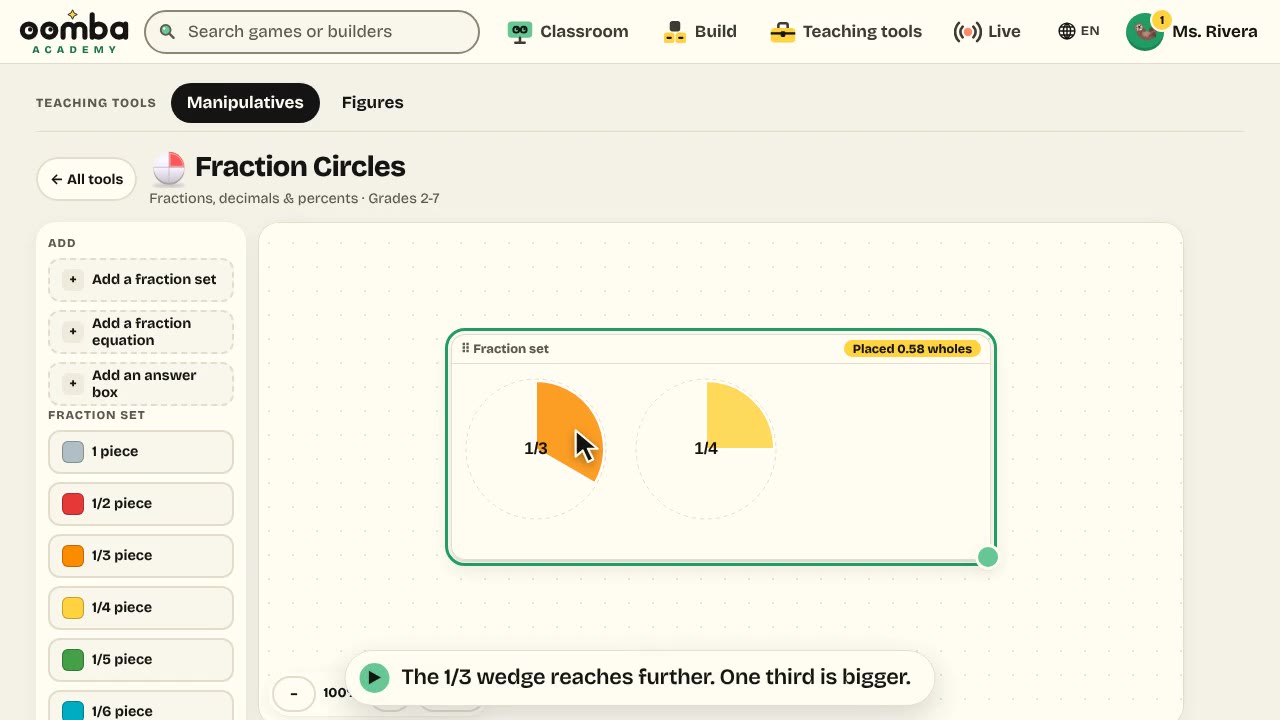 oomba
ACADEMY
Search games or builders
Classroom
Build
Teaching tools
Live
EN
1
Ms. Rivera
TEACHING TOOLS
Manipulatives
Figures
← All tools
Fraction Circles
Fractions, decimals & percents · Grades 2-7
ADD
+ Add a fraction set
+ Add a fraction
equation
+ Add an answer
box
FRACTION SET
1 piece
1/2 piece
1/3 piece
1/4 piece
1/5 piece
1/6 piece
Fraction set
Placed 0.58 wholes
1/3
1/4
The 1/3 wedge reaches further. One third is bigger.
- 100%